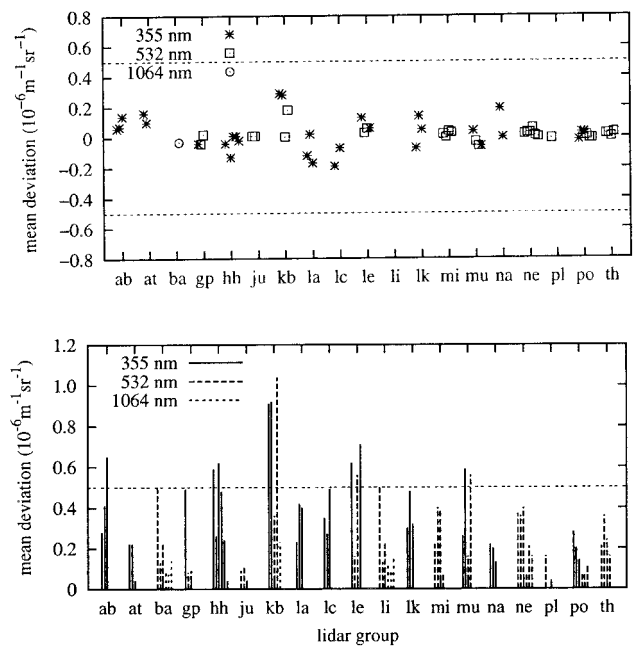 mean deviation (10⁻⁶m⁻¹sr⁻¹)
0.8
0.6
0.4
0.2
0
−0.2
−0.4
−0.6
−0.8
355 nm
532 nm
1064 nm
ab at ba gp hh ju kb la lc le li lk mi mu na ne pl po th
mean deviation (10⁻⁶m⁻¹sr⁻¹)
1.2
1.0
0.8
0.6
0.4
0.2
0
355 nm
532 nm
1064 nm
ab at ba gp hh ju kb la lc le li lk mi mu na ne pl po th
lidar group